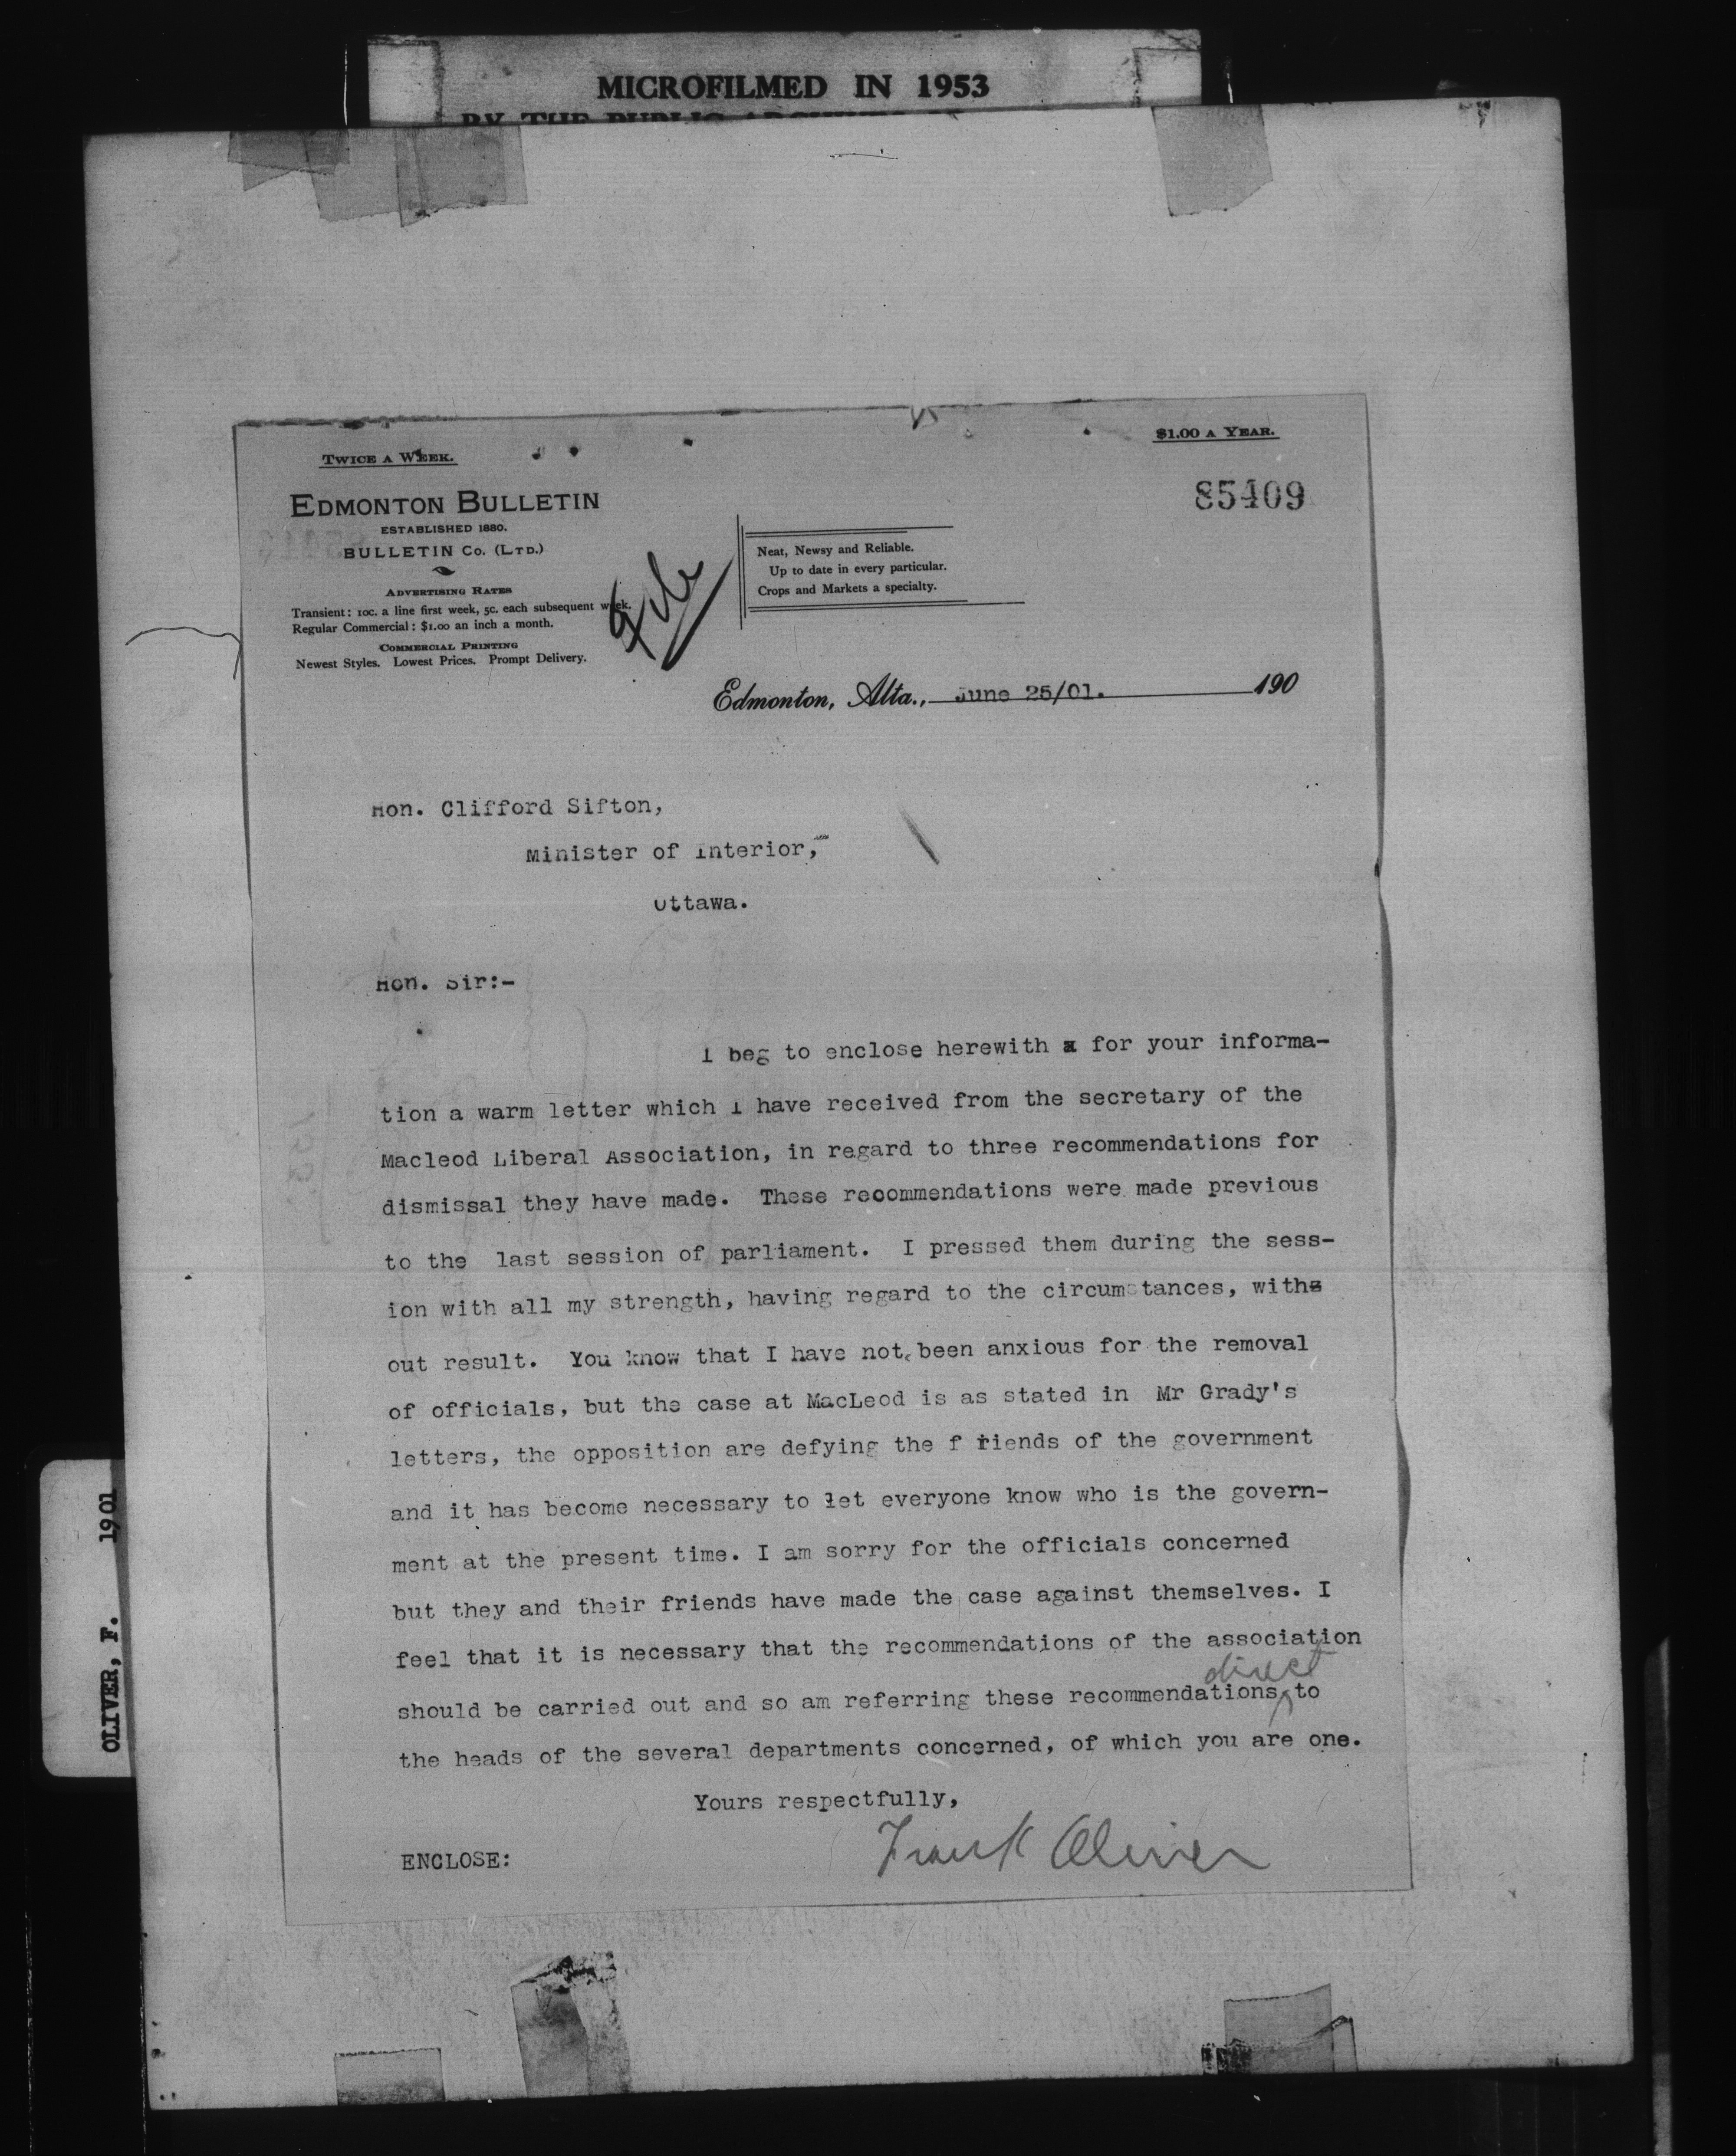 MICROFILMED IN 1953
TWICE A WEEK.
$1.00 A YEAR.
85409
EDMONTON BULLETIN
ESTABLISHED 1880.
BULLETIN Co. (LTD.)
ADVERTISING RATES
Transient: 10c. a line first week, 5c. each subsequent week.
Regular Commercial: $1.00 an inch a month.
COMMERCIAL PRINTING
Newest Styles. Lowest Prices. Prompt Delivery.
File
Neat, Newsy and Reliable.
Up to date in every particular.
Crops and Markets a specialty.
Edmonton, Alta., June 25/01. 190
Hon. Clifford Sifton,
Minister of Interior,
Ottawa.
Hon. Sir:-
I beg to enclose herewith a for your informa-
tion a warm letter which I have received from the secretary of the
Macleod Liberal Association, in regard to three recommendations for
dismissal they have made. These recommendations were made previous
to the last session of parliament. I pressed them during the sess-
ion with all my strength, having regard to the circumstances, with-
out result. You know that I have not been anxious for the removal
of officials, but the case at MacLeod is as stated in Mr Grady's
letters, the opposition are defying the f riends of the government
and it has become necessary to let everyone know who is the govern-
ment at the present time. I am sorry for the officials concerned
but they and their friends have made the case against themselves. I
feel that it is necessary that the recommendations of the association
should be carried out and so am referring these recommendations direct to
the heads of the several departments concerned, of which you are one.
Yours respectfully,
Frank Oliver
ENCLOSE:
OLIVER, F. 1901